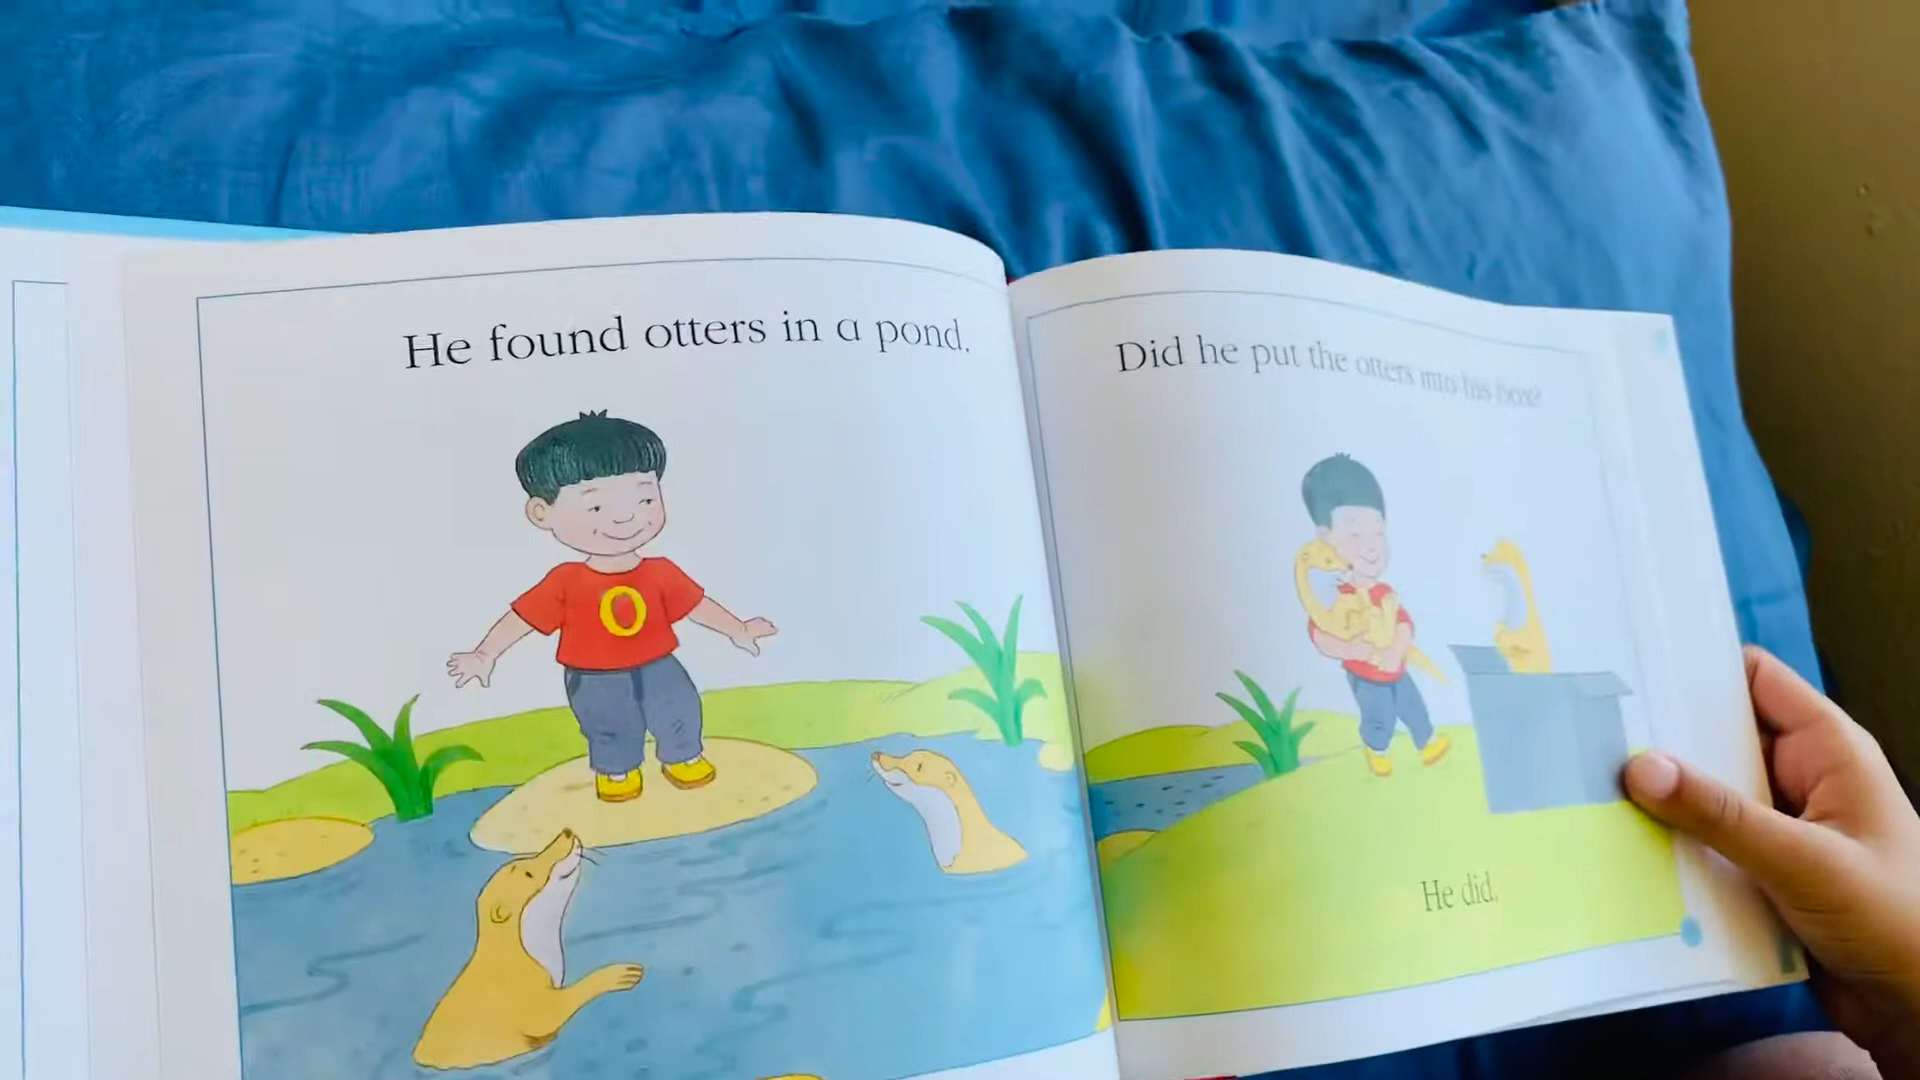 He found otters in a pond.
O
Did he put the otters into his box?
He did.